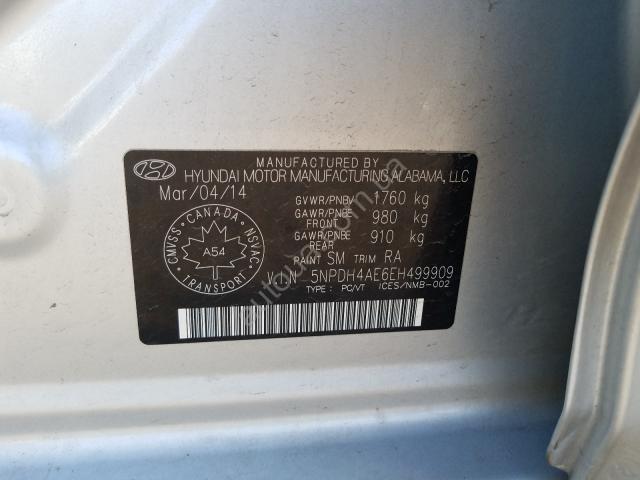 MANUFACTURED BY
HYUNDAI MOTOR MANUFACTURING ALABAMA, LLC
Mar/04/14
GVWR/PNBV 1760 kg
GAWR/PNBE FRONT 980 kg
GAWR/PNBE REAR 910 kg
PAINT SM TRIM RA
CANADA
CMVSS
NSVAC
A54
TRANSPORT
V.I.N 5NPDH4AE6EH499909
TYPE : PC/VT ICES/NMB-002